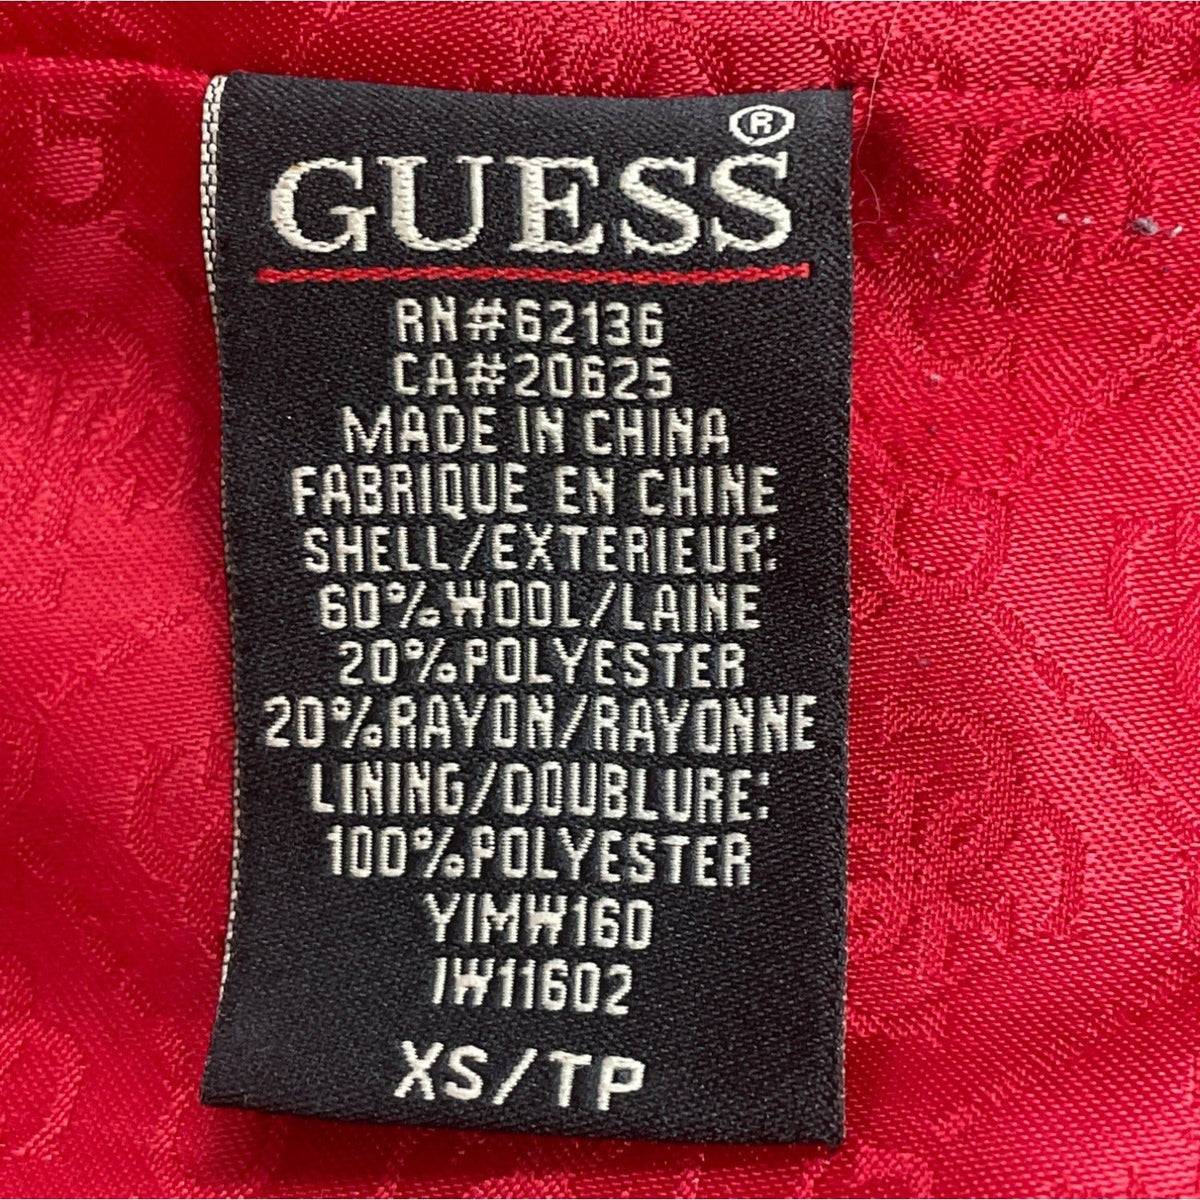 ®
GUESS
RN#62136
CA#20625
MADE IN CHINA
FABRIQUE EN CHINE
SHELL/EXTERIEUR:
60%WOOL/LAINE
20%POLYESTER
20%RAYON/RAYONNE
LINING/DOUBLURE:
100%POLYESTER
YIMW160
IW11602
XS/TP